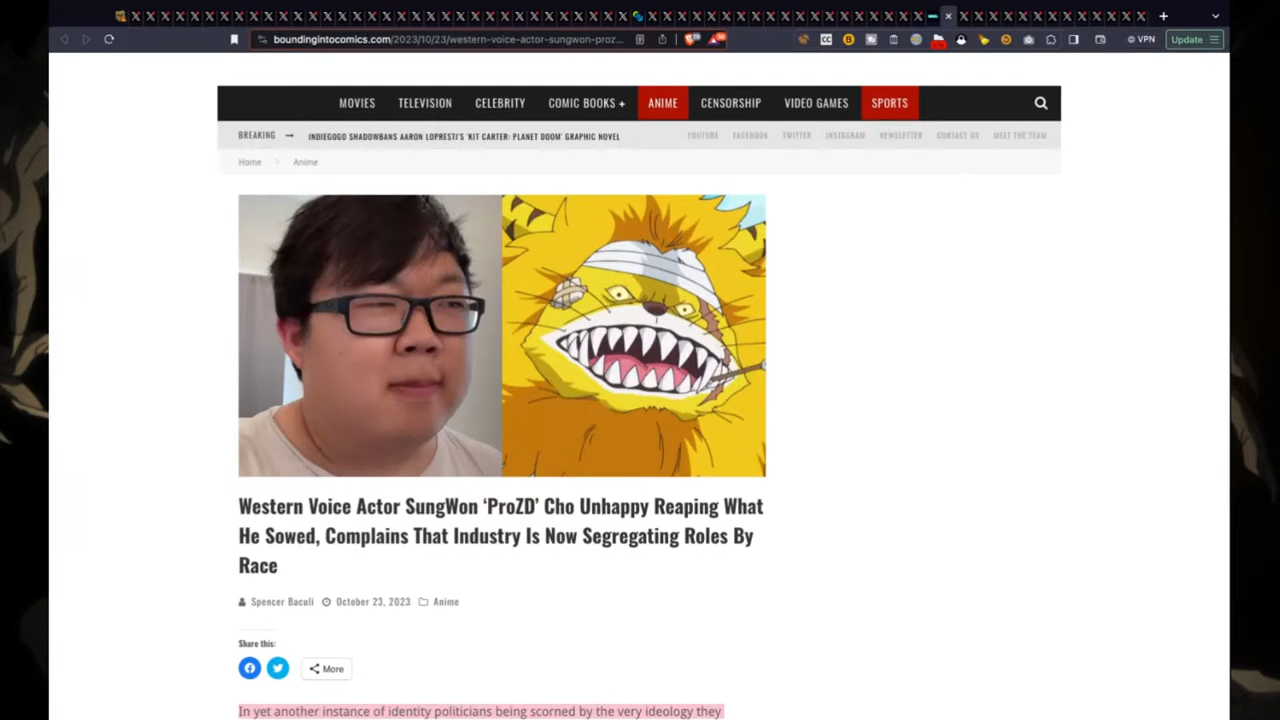 boundingintocomics.com/2023/10/23/western-voice-actor-sungwon-proz...
VPN
Update
MOVIES
TELEVISION
CELEBRITY
COMIC BOOKS +
ANIME
CENSORSHIP
VIDEO GAMES
SPORTS
BREAKING
INDIEGOGO SHADOWBANS AARON LOPRESTI'S 'KIT CARTER: PLANET DOOM' GRAPHIC NOVEL
YOUTUBE
FACEBOOK
TWITTER
INSTAGRAM
NEWSLETTER
CONTACT US
MEET THE TEAM
Home > Anime
Western Voice Actor SungWon ‘ProZD’ Cho Unhappy Reaping What
He Sowed, Complains That Industry Is Now Segregating Roles By
Race
Spencer Baculi October 23, 2023 Anime
Share this:
More
In yet another instance of identity politicians being scorned by the very ideology they